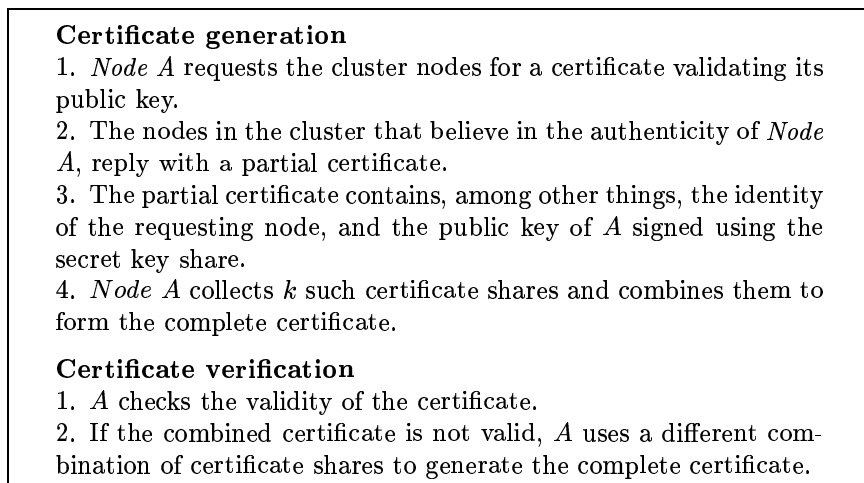 Certificate generation
1. Node A requests the cluster nodes for a certificate validating its
public key.
2. The nodes in the cluster that believe in the authenticity of Node
A, reply with a partial certificate.
3. The partial certificate contains, among other things, the identity
of the requesting node, and the public key of A signed using the
secret key share.
4. Node A collects k such certificate shares and combines them to
form the complete certificate.
Certificate verification
1. A checks the validity of the certificate.
2. If the combined certificate is not valid, A uses a different com-
bination of certificate shares to generate the complete certificate.